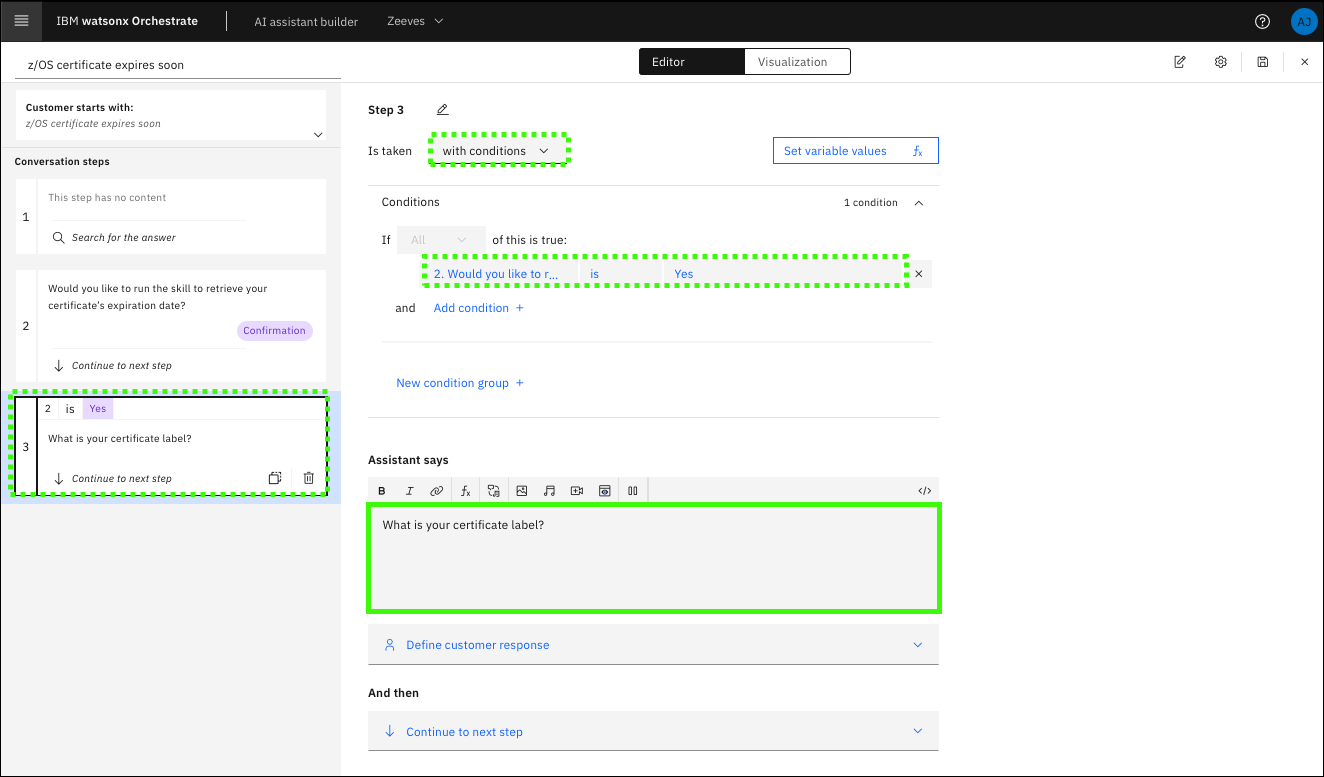 IBM watsonx Orchestrate
AI assistant builder
Zeeves
AJ
z/OS certificate expires soon
Editor
Visualization
Customer starts with:
z/OS certificate expires soon
Conversation steps
1
This step has no content
Search for the answer
2
Would you like to run the skill to retrieve your
certificate's expiration date?
Confirmation
Continue to next step
3
2 is Yes
What is your certificate label?
Continue to next step
Step 3
Is taken
with conditions
Set variable values
fx
Conditions
1 condition
If
All
of this is true:
2. Would you like to r...
is
Yes
and
Add condition +
New condition group +
Assistant says
B
I
fx
</>
What is your certificate label?
Define customer response
And then
Continue to next step